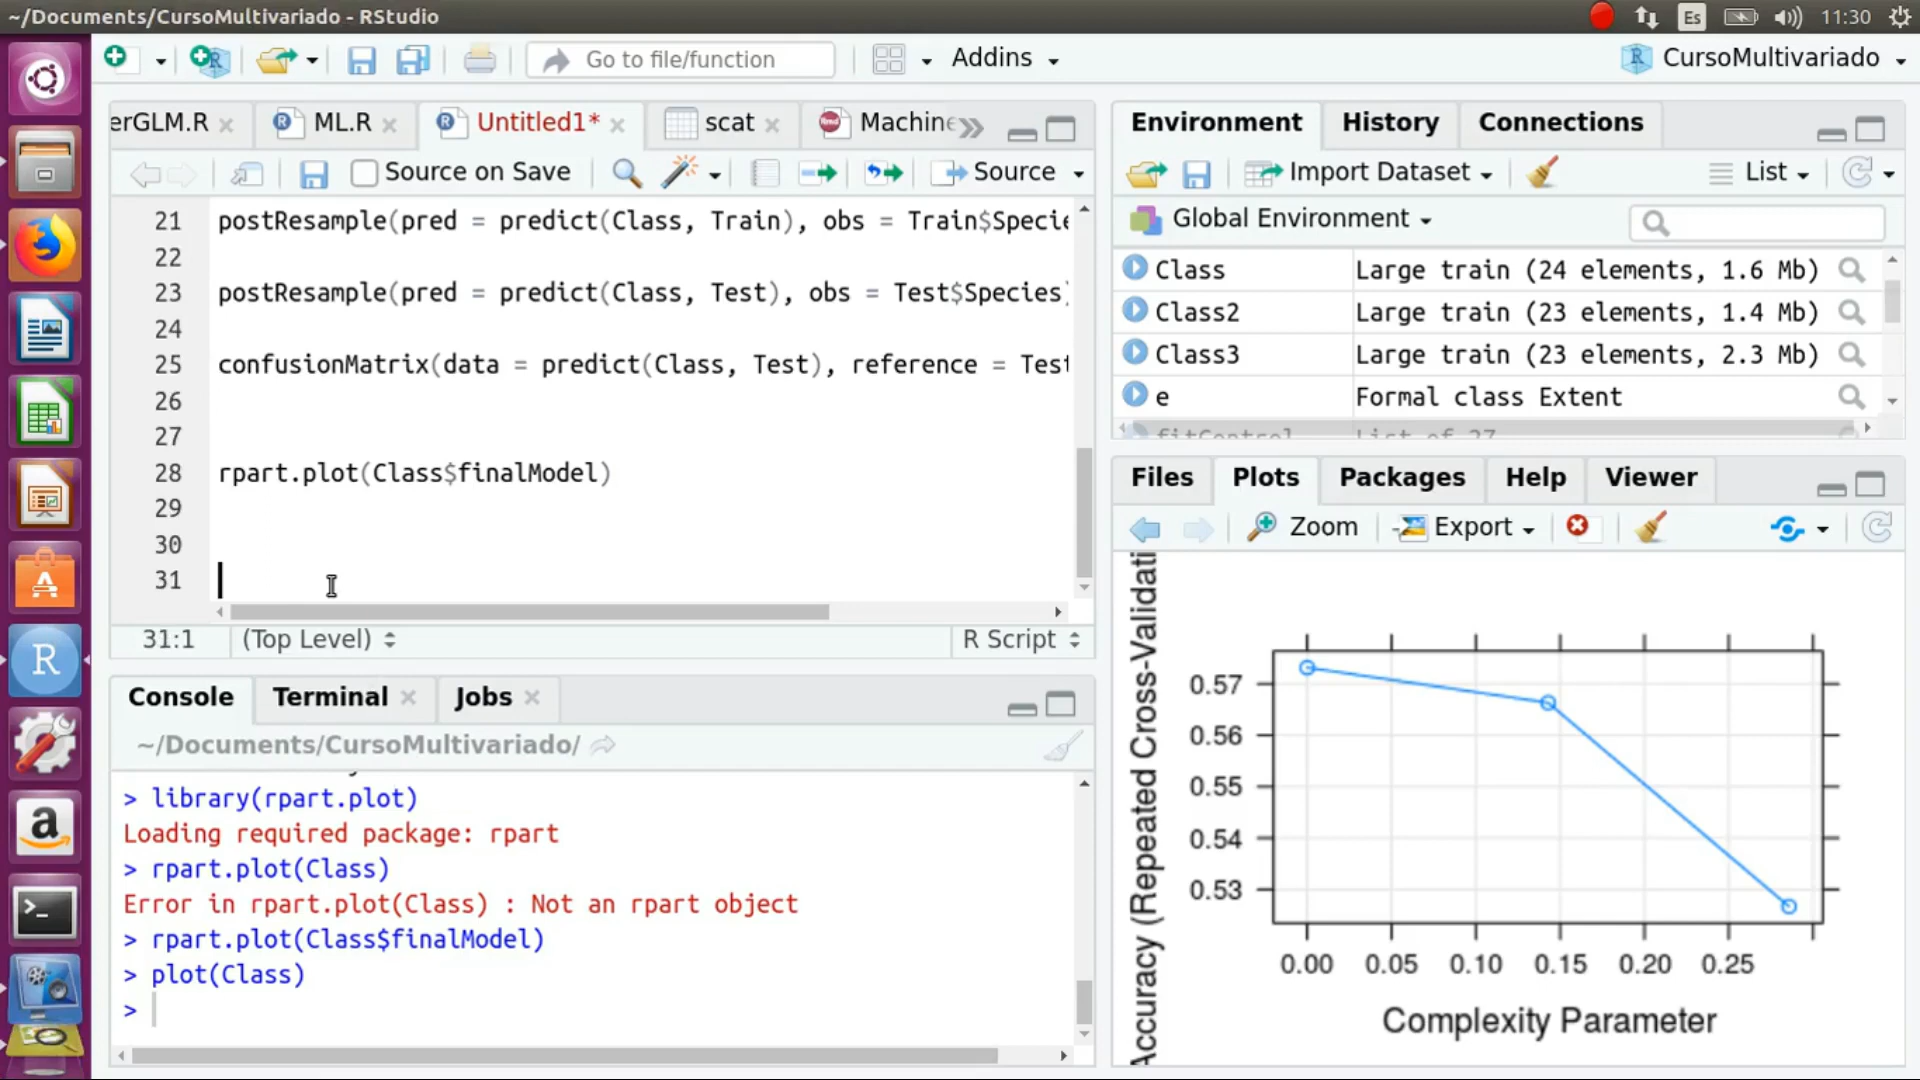 ~/Documents/CursoMultivariado - RStudio
Es
11:30
Go to file/function
Addins
CursoMultivariado
erGLM.R
ML.R
Untitled1*
scat
Machine
Source on Save
Source
21 postResample(pred = predict(Class, Train), obs = Train$Specie
22
23 postResample(pred = predict(Class, Test), obs = Test$Species)
24
25 confusionMatrix(data = predict(Class, Test), reference = Test
26
27
28 rpart.plot(Class$finalModel)
29
30
31
31:1 (Top Level) R Script
Console Terminal Jobs
~/Documents/CursoMultivariado/
> library(rpart.plot)
Loading required package: rpart
> rpart.plot(Class)
Error in rpart.plot(Class) : Not an rpart object
> rpart.plot(Class$finalModel)
> plot(Class)
>
Environment History Connections
Import Dataset
List
Global Environment
Class Large train (24 elements, 1.6 Mb)
Class2 Large train (23 elements, 1.4 Mb)
Class3 Large train (23 elements, 2.3 Mb)
e Formal class Extent
fitControl List of 27
Files Plots Packages Help Viewer
Zoom Export
Accuracy (Repeated Cross-Validati
0.57
0.56
0.55
0.54
0.53
0.00 0.05 0.10 0.15 0.20 0.25
Complexity Parameter